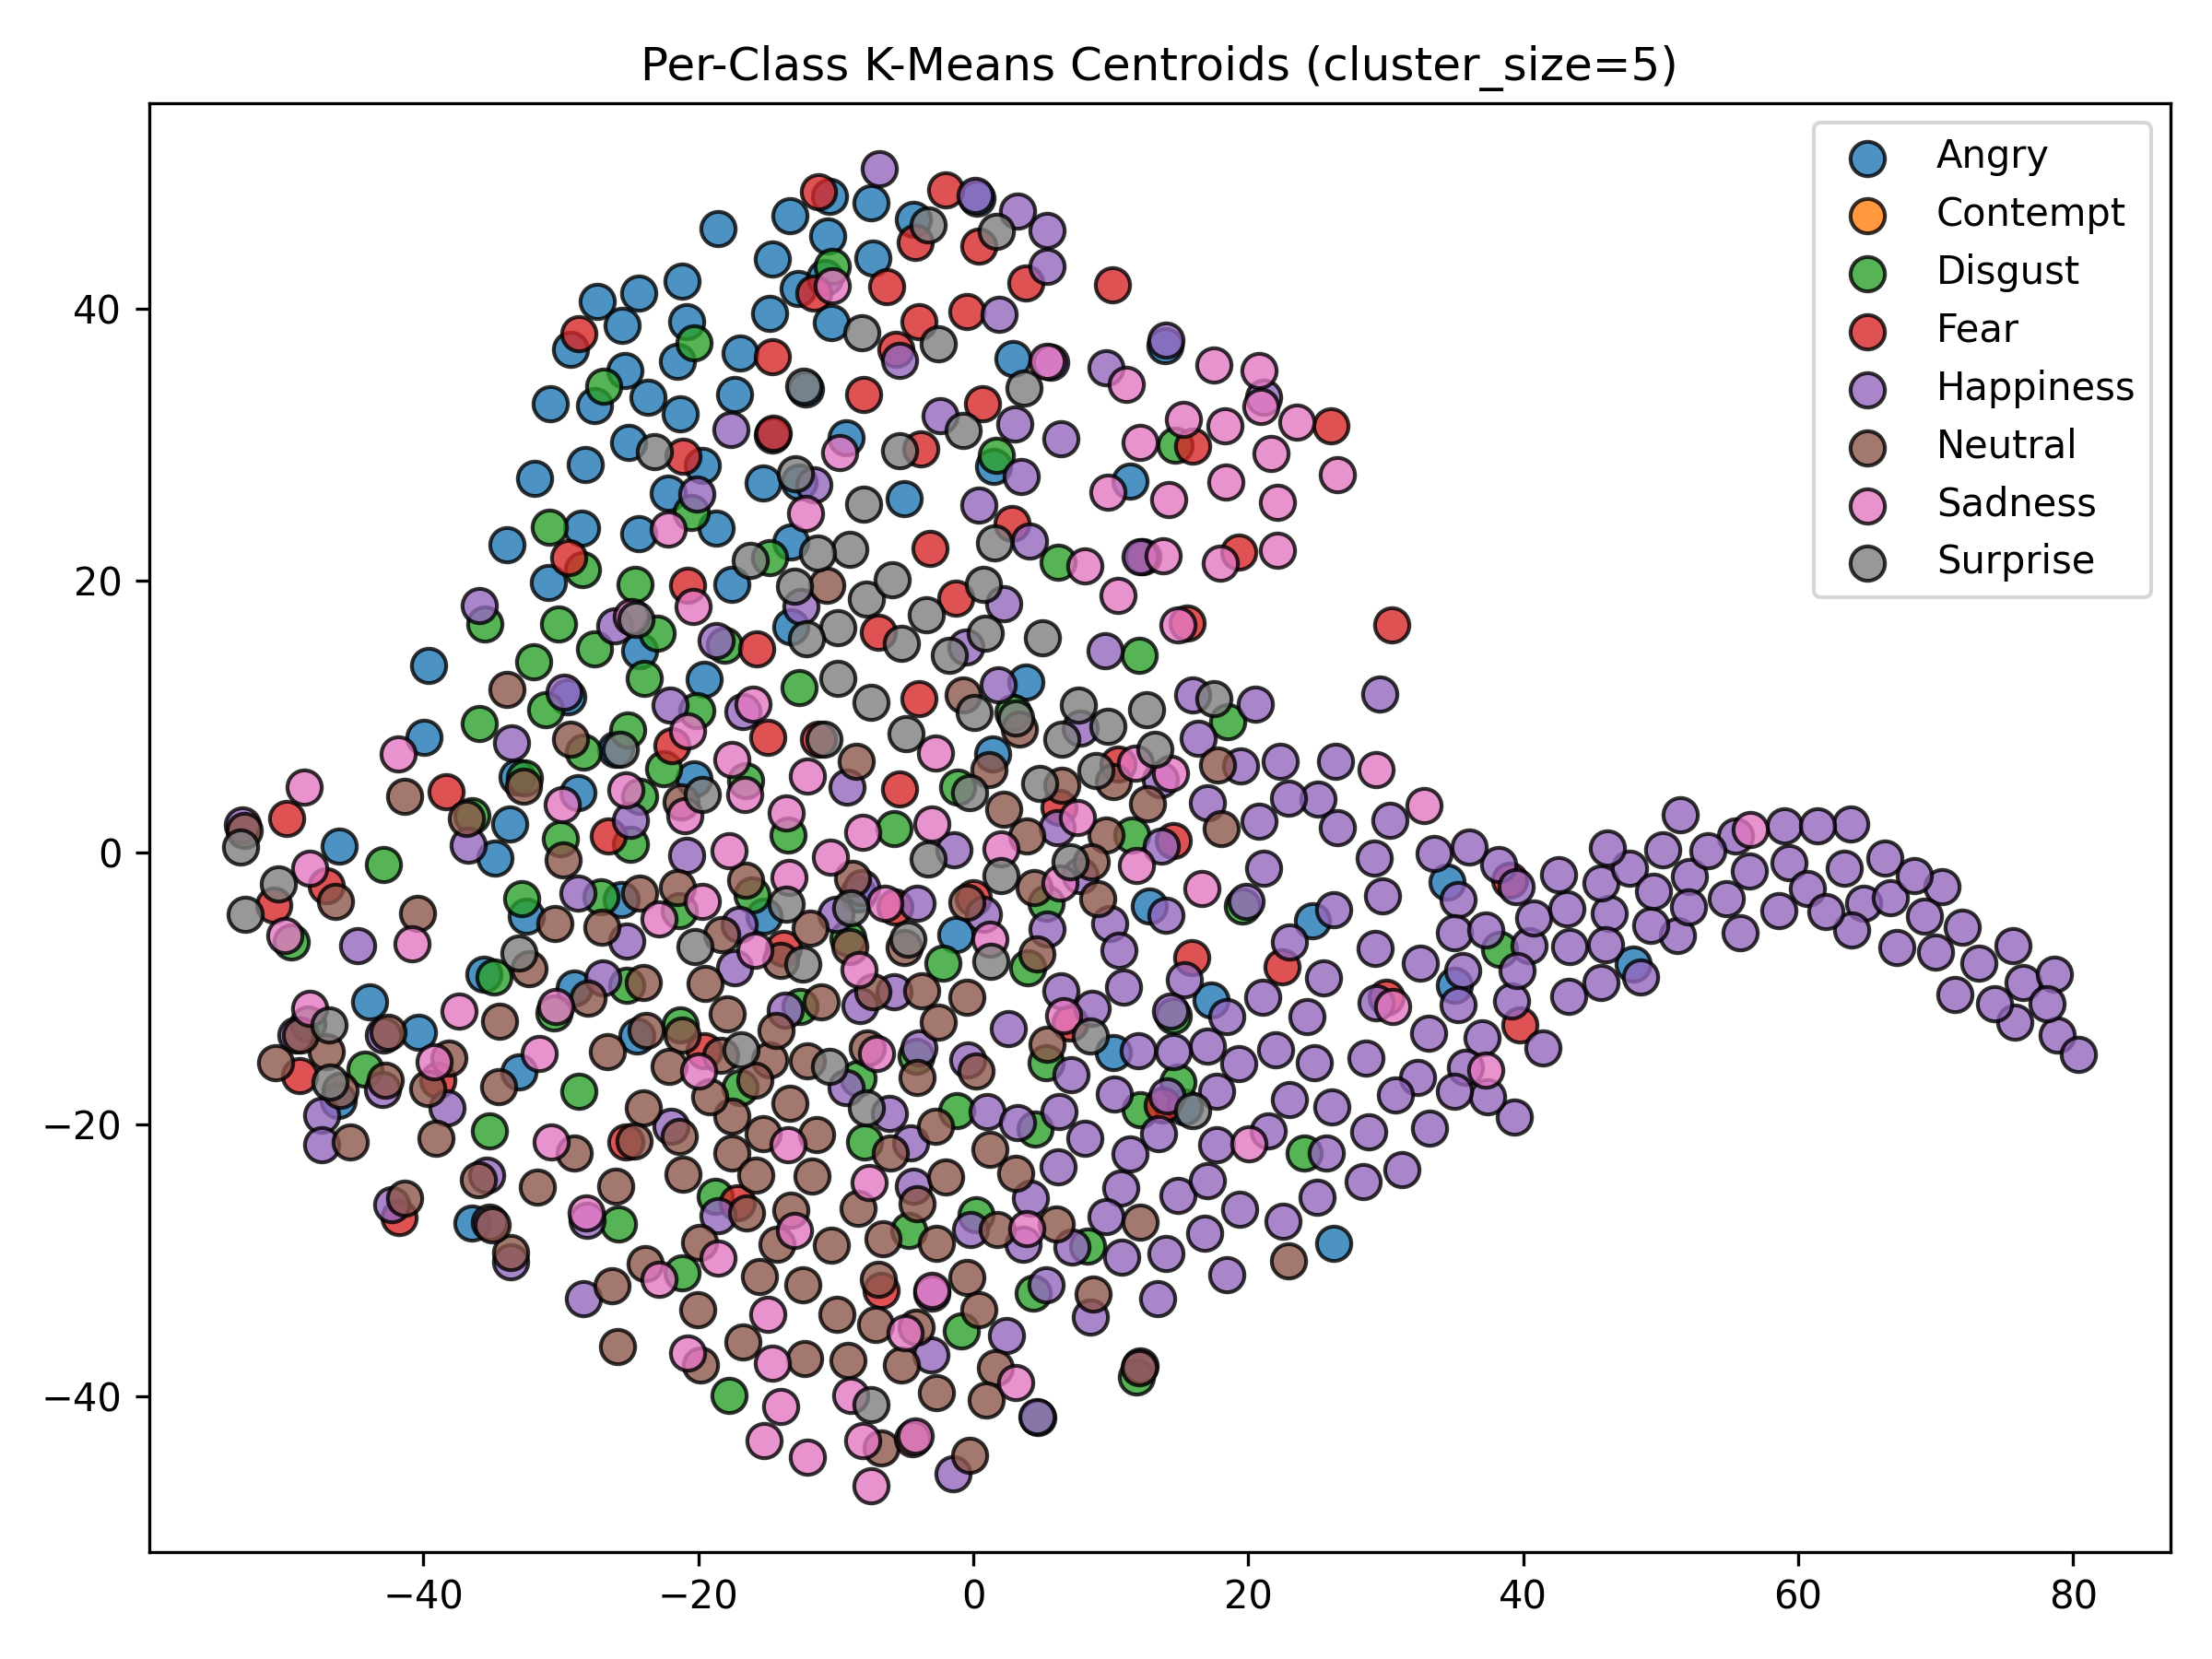 Per-Class K-Means Centroids (cluster_size=5)
Angry
Contempt
Disgust
Fear
Happiness
Neutral
Sadness
Surprise
40
20
0
−20
−40
−40 −20 0 20 40 60 80